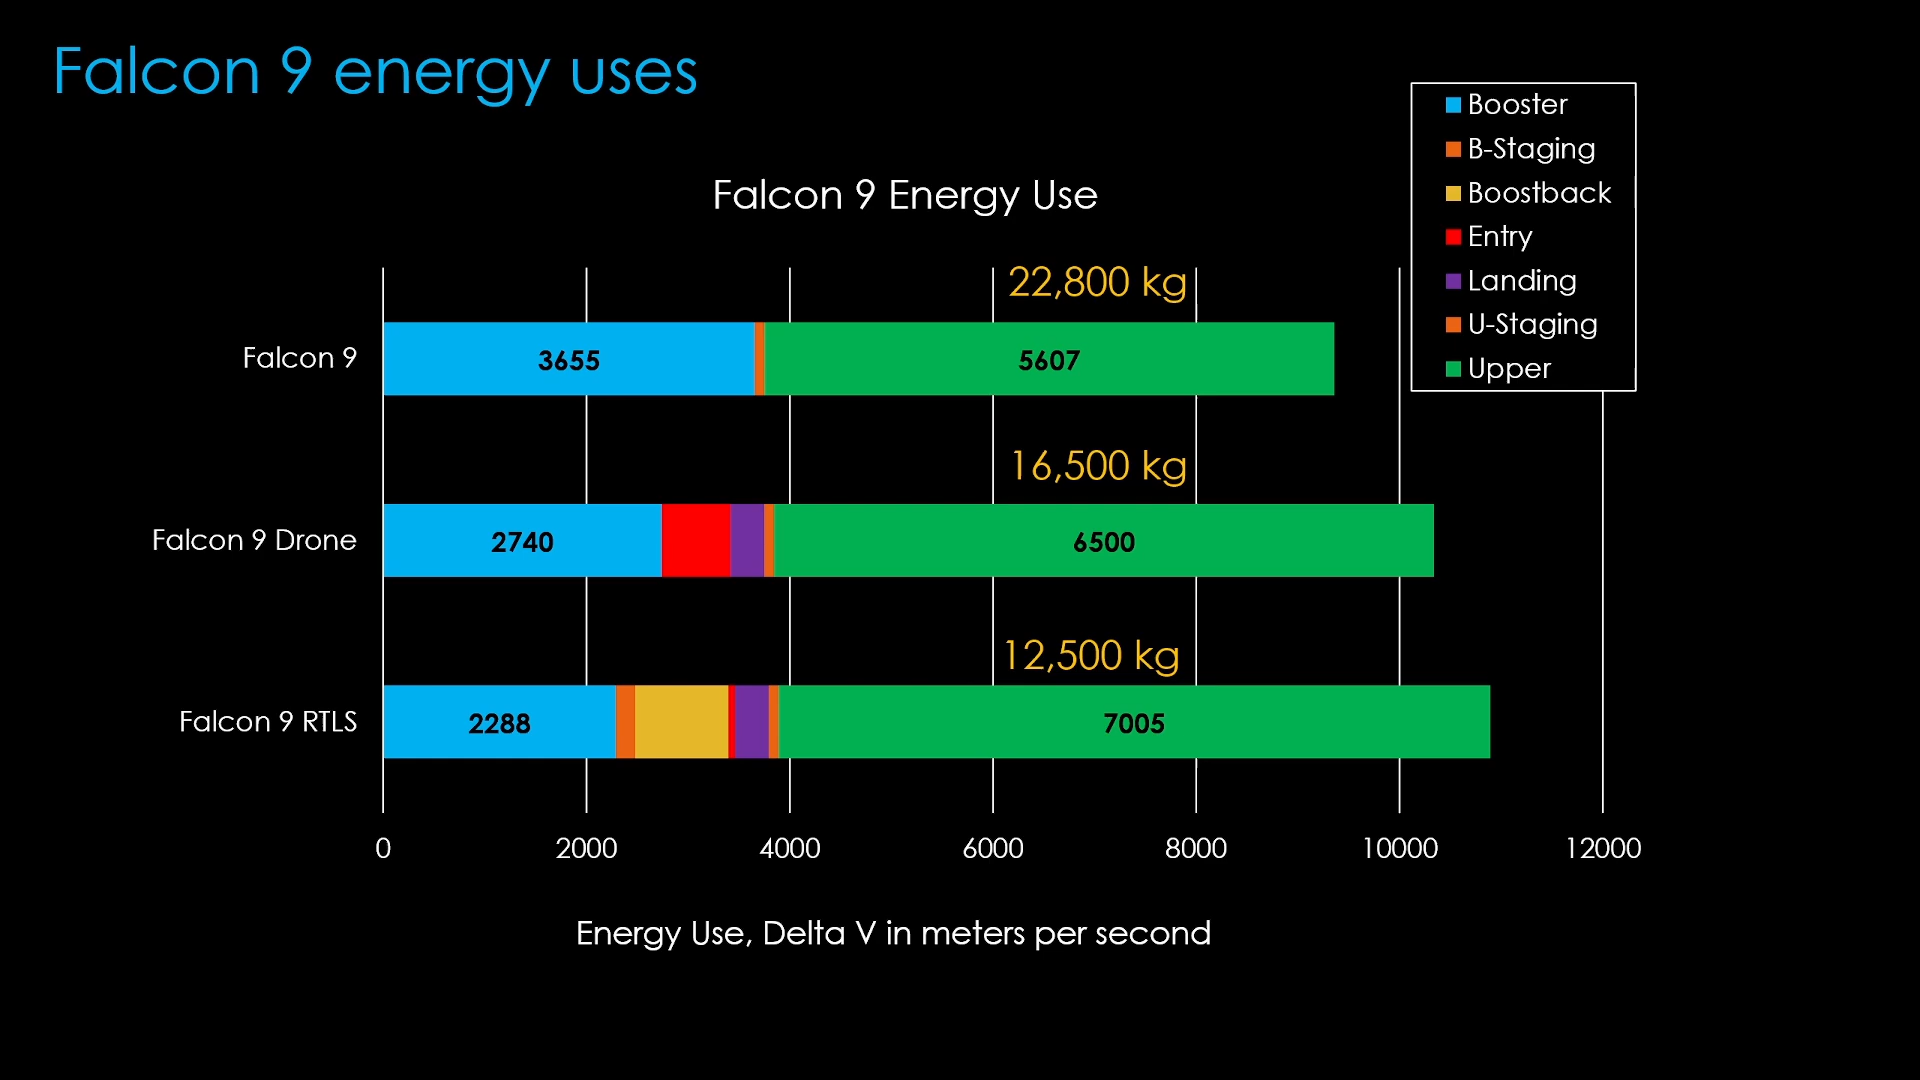 Falcon 9 energy uses
Booster
B-Staging
Boostback
Entry
Landing
U-Staging
Upper
Falcon 9 Energy Use
22,800 kg
Falcon 9
3655
5607
16,500 kg
Falcon 9 Drone
2740
6500
12,500 kg
Falcon 9 RTLS
2288
7005
0 2000 4000 6000 8000 10000 12000
Energy Use, Delta V in meters per second